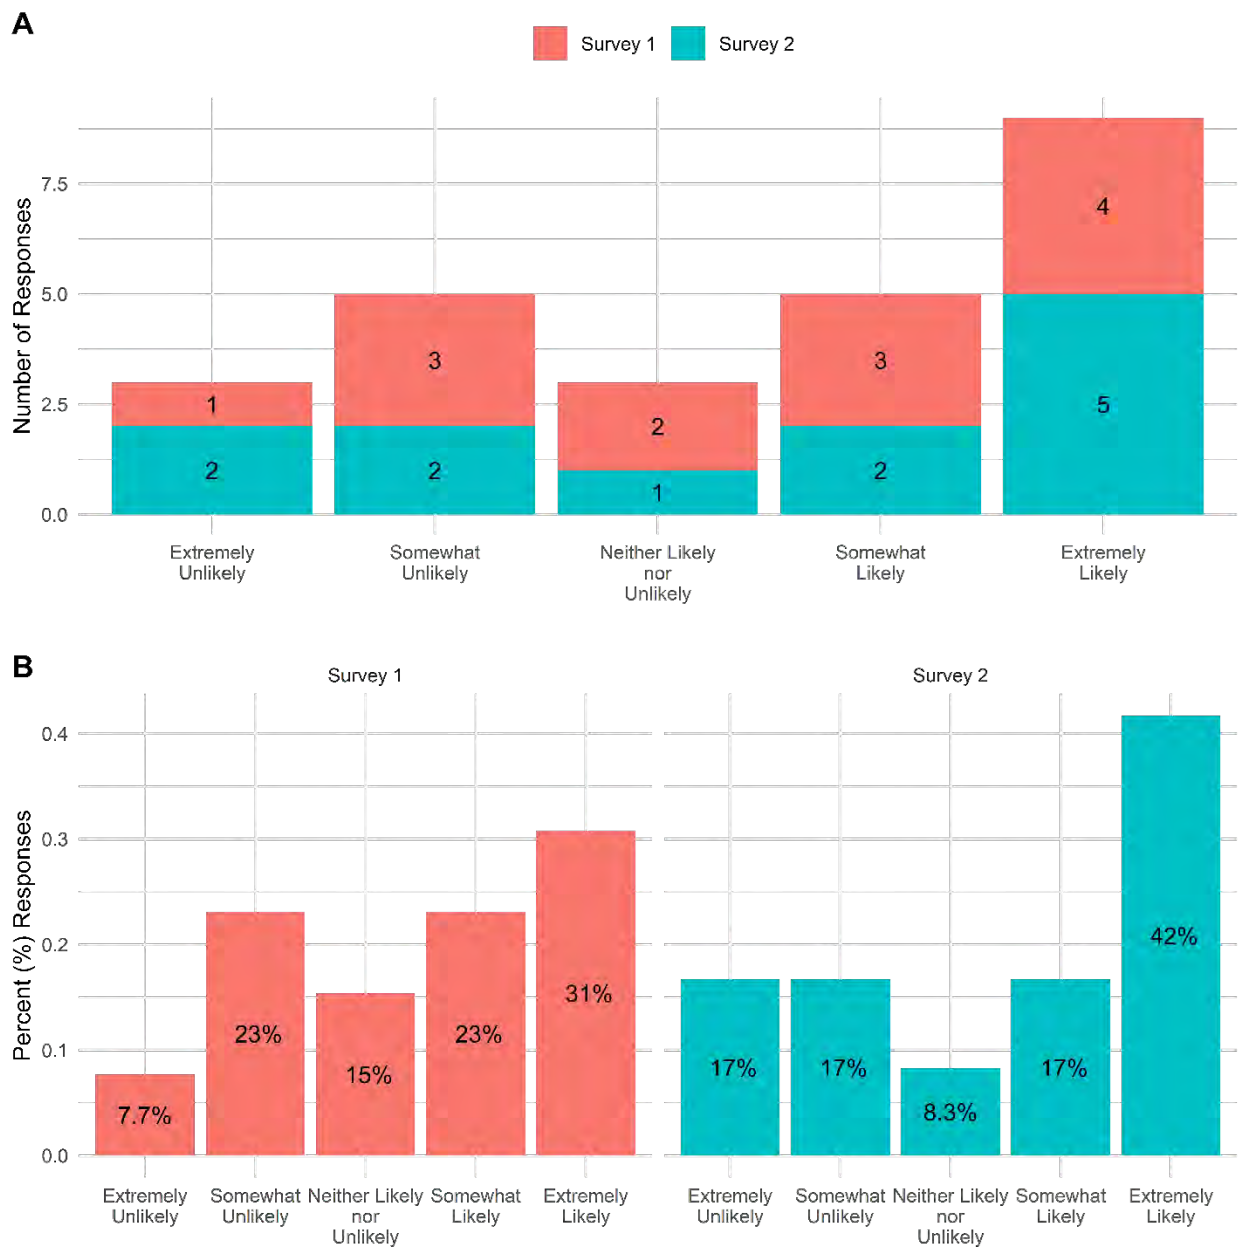 A
Survey 1 Survey 2
Number of Responses
7.5
5.0
2.5
0.0
4
3
3
1
2
5
2
2
1
2
Extremely Somewhat Neither Likely Somewhat Extremely
Unlikely Unlikely nor Likely Likely
Unlikely
B
Survey 1 Survey 2
Percent (%) Responses
0.4
0.3
0.2
0.1
0.0
7.7% 23% 15% 23% 31%
17% 17% 8.3% 17% 42%
Extremely Somewhat Neither Likely Somewhat Extremely Extremely Somewhat Neither Likely Somewhat Extremely
Unlikely Unlikely nor Likely Likely Unlikely Unlikely nor Likely Likely
Unlikely Unlikely